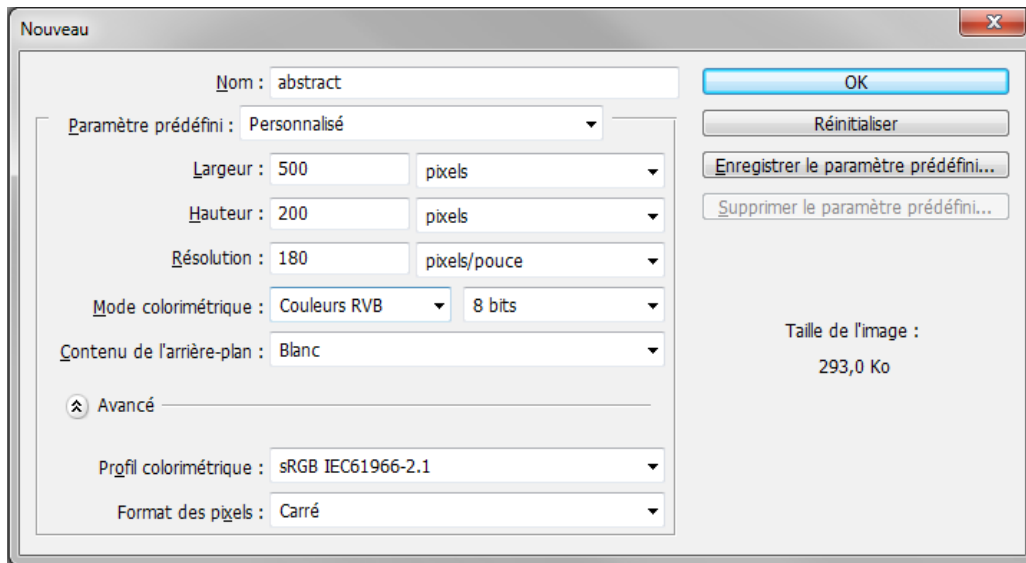 Nouveau
Nom : abstract
OK
Paramètre prédéfini : Personnalisé
Réinitialiser
Largeur : 500 pixels
Enregistrer le paramètre prédéfini...
Hauteur : 200 pixels
Supprimer le paramètre prédéfini...
Résolution : 180 pixels/pouce
Mode colorimétrique : Couleurs RVB 8 bits
Taille de l'image :
Contenu de l'arrière-plan : Blanc
293,0 Ko
Avancé
Profil colorimétrique : sRGB IEC61966-2.1
Format des pixels : Carré